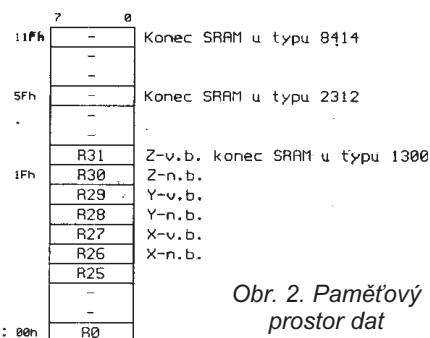 7 0
11Fh - Konec SRAM u typu 8414
-
-
5Fh - Konec SRAM u typu 2312
-
-
R31 Z-v.b. konec SRAM u typu 1300
1Fh R30 Z-n.b.
R29 Y-v.b.
R28 Y-n.b.
R27 X-v.b.
R26 X-n.b.
R25
-
-
: 00h R0
Obr. 2. Paměťový
prostor dat